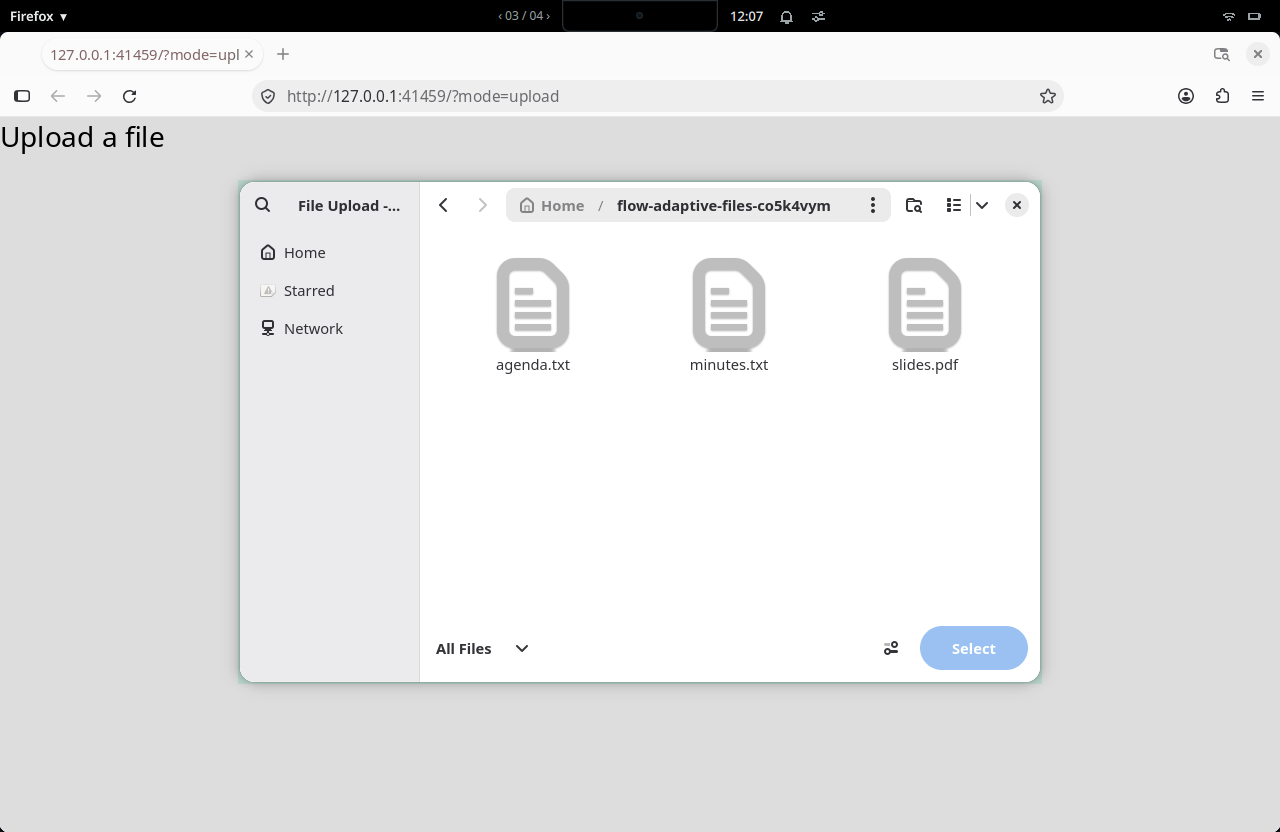 Firefox ▾
‹ 03 / 04 ›
12:07
127.0.0.1:41459/?mode=upl
http://127.0.0.1:41459/?mode=upload
Upload a file
File Upload -…
Home / flow-adaptive-files-co5k4vym
Home
Starred
Network
agenda.txt
minutes.txt
slides.pdf
All Files
Select